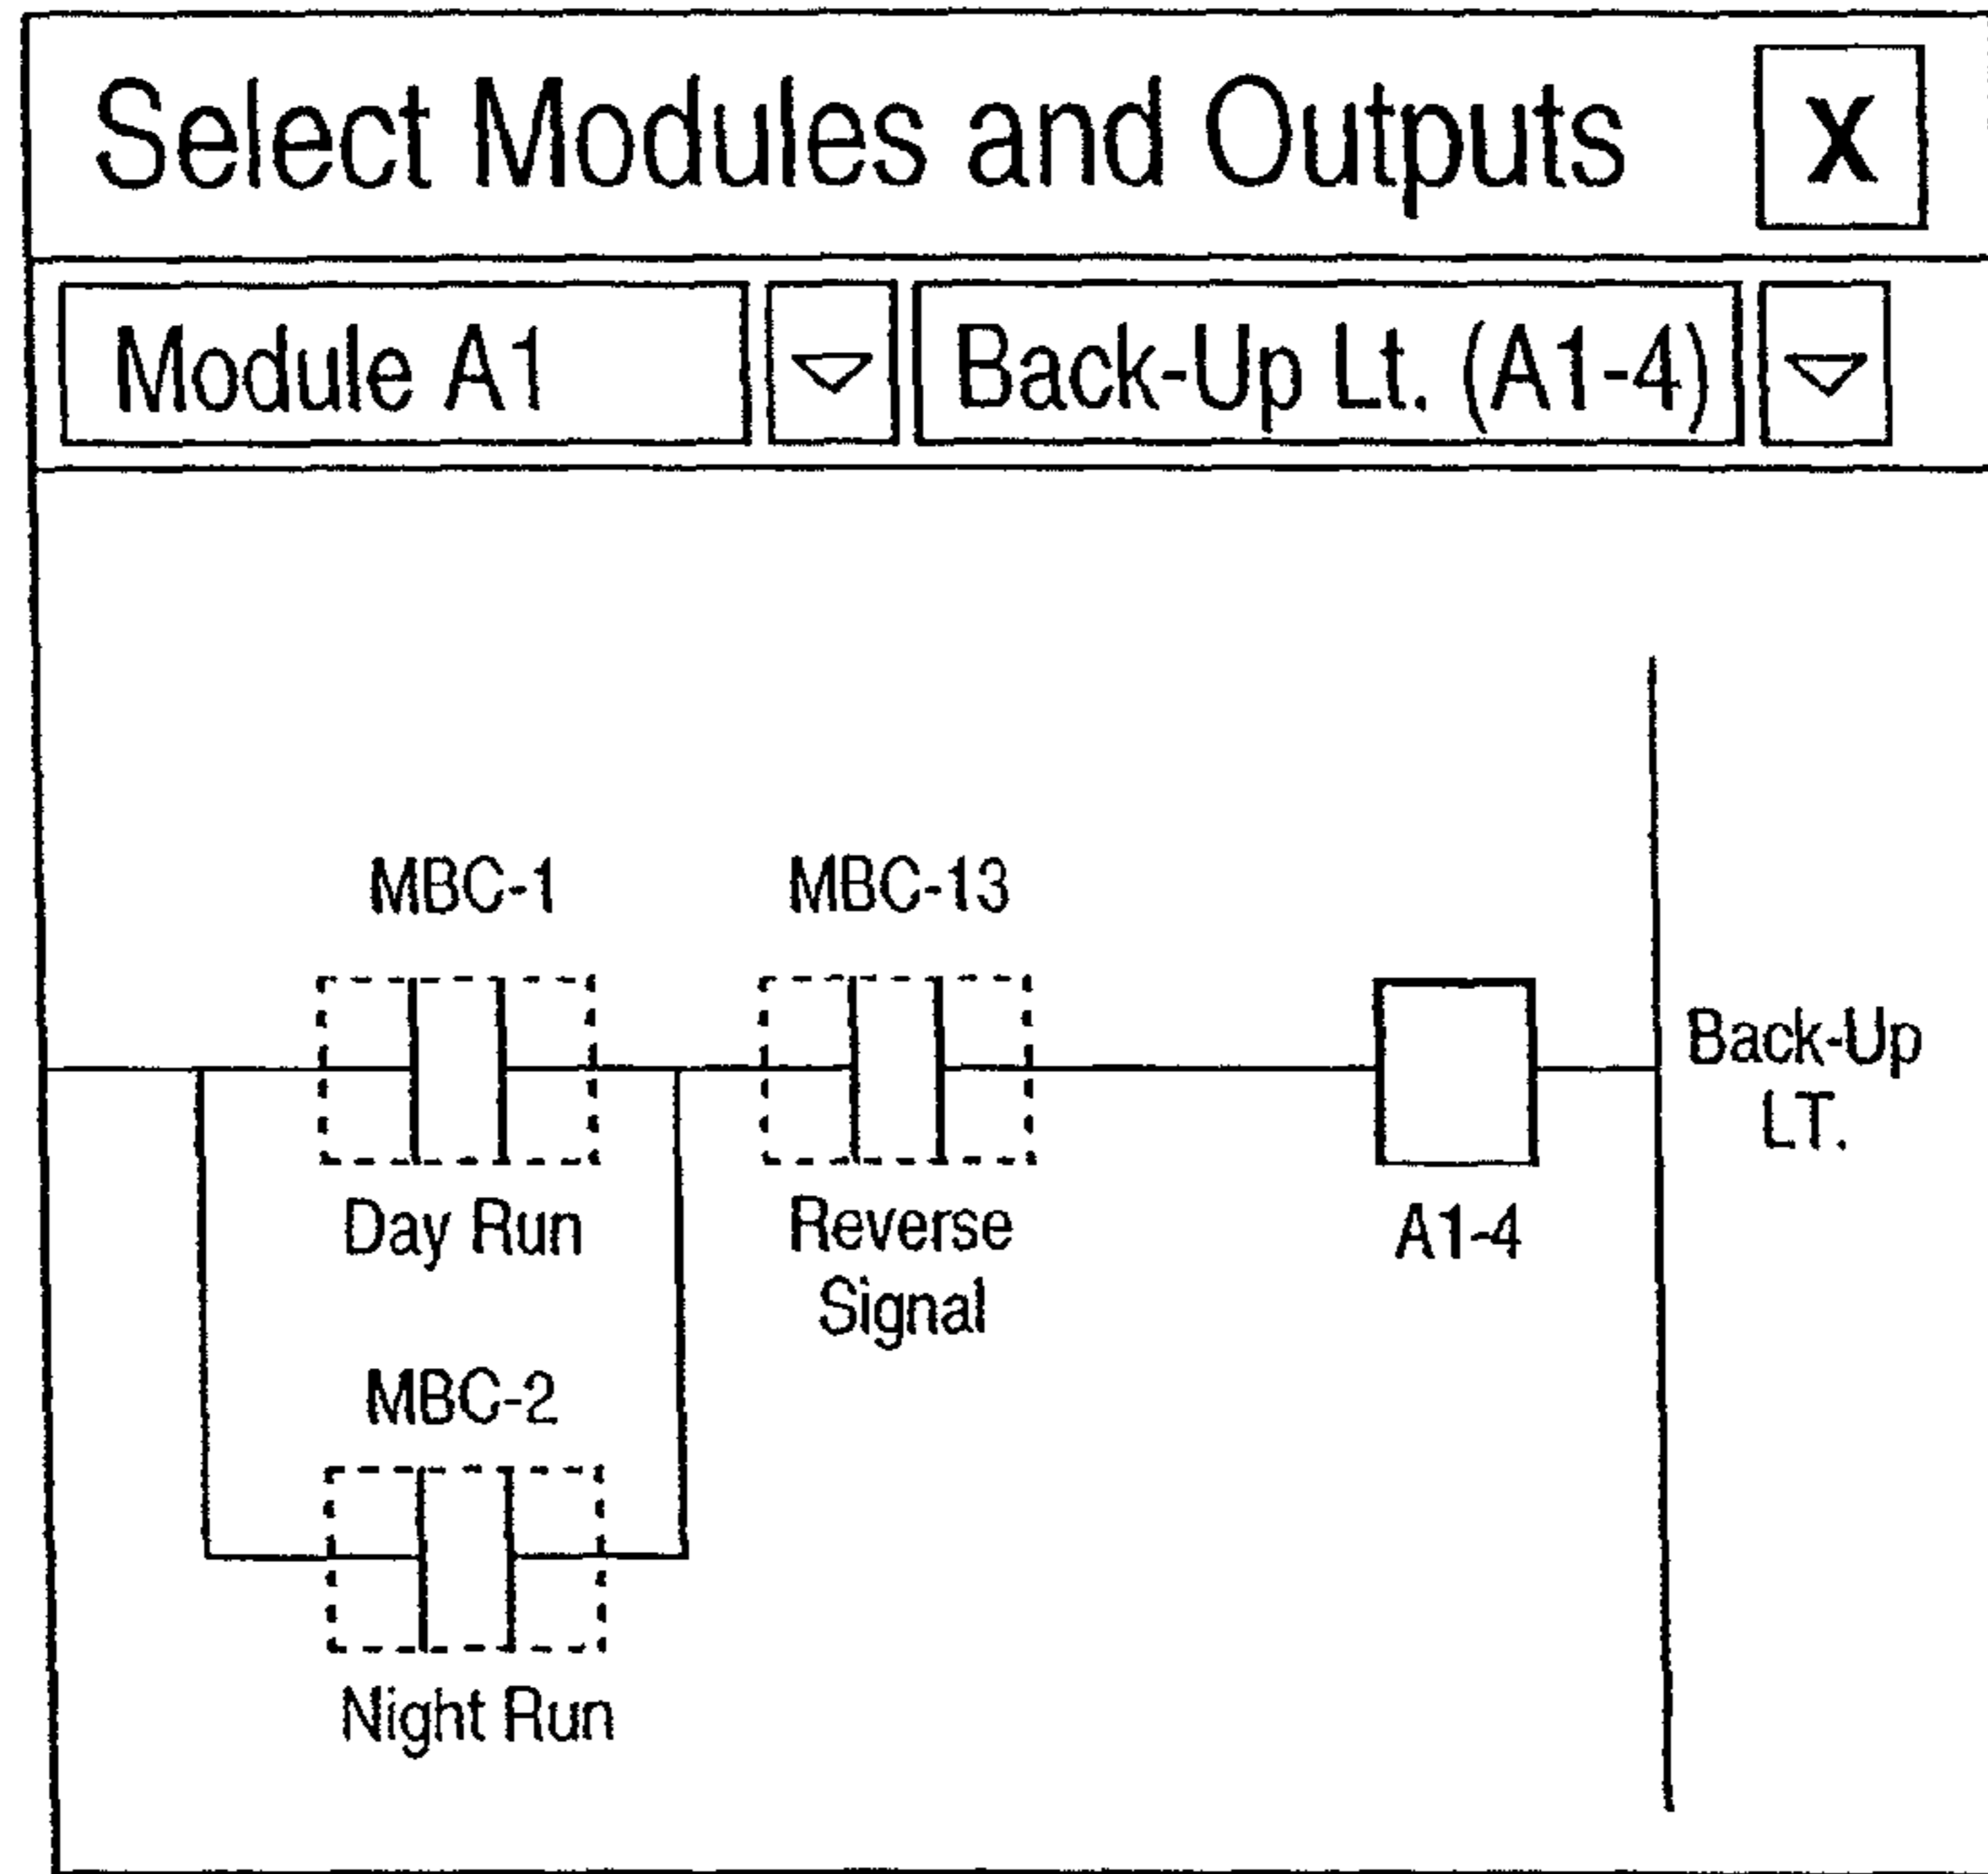 Select Modules and Outputs X
Module A1 Back-Up Lt. (A1-4)
MBC-1 MBC-13
Back-Up
LT.
Day Run Reverse
Signal
A1-4
MBC-2
Night Run